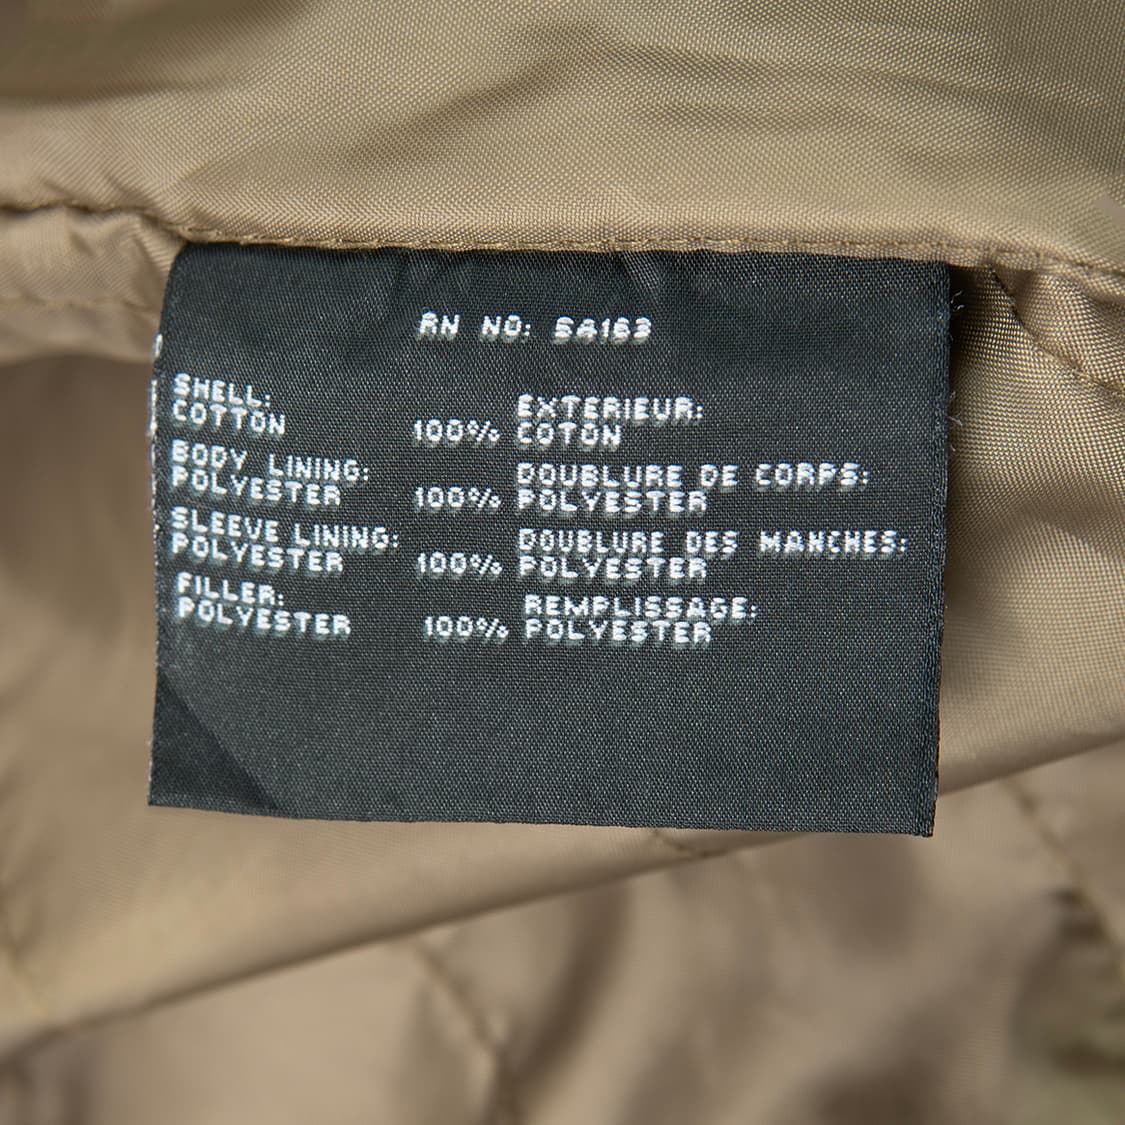 RN NO: 54163
SHELL:
COTTON 100%
BODY LINING:
POLYESTER 100%
SLEEVE LINING:
POLYESTER 100%
FILLER:
POLYESTER 100%
EXTERIEUR:
COTON
DOUBLURE DE CORPS:
POLYESTER
DOUBLURE DES MANCHES:
POLYESTER
REMPLISSAGE:
POLYESTER